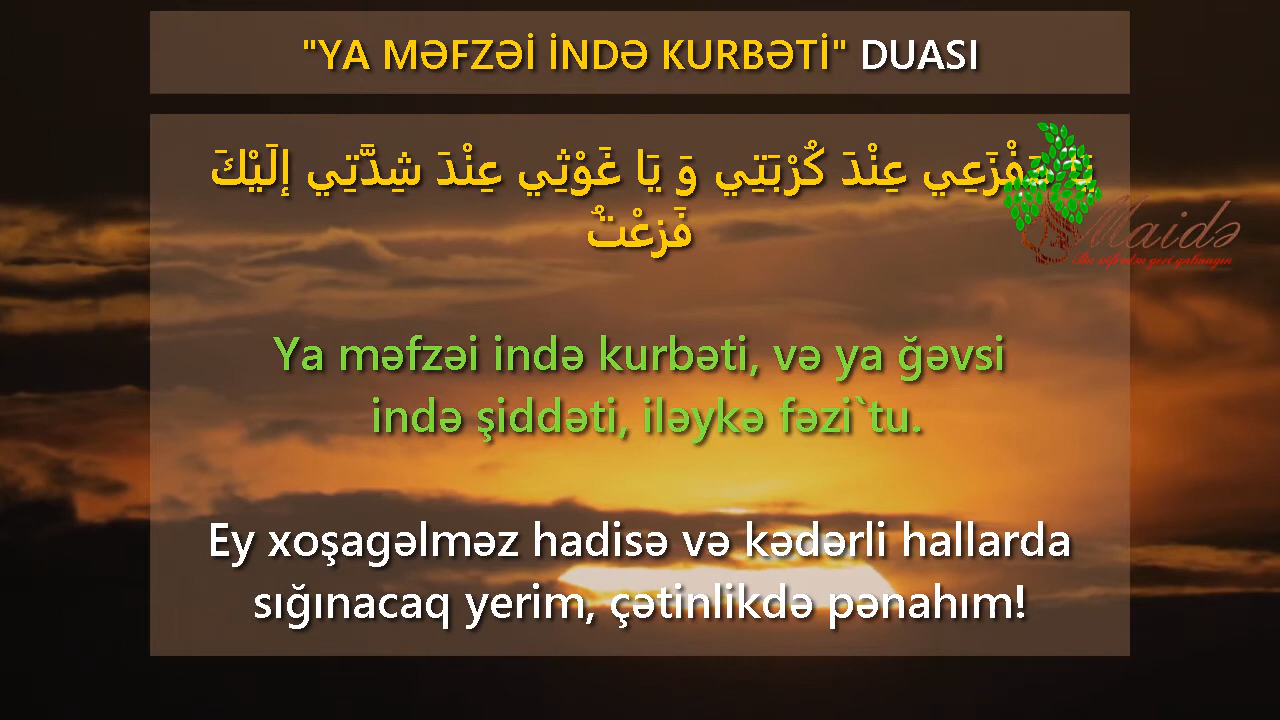 "YA MƏFZƏİ İNDƏ KURBƏTİ" DUASI
يَا مَفْزَعِي عِنْدَ كُرْبَتِي وَ يَا غَوْثِي عِنْدَ شِدَّتِي إلَيْكَ
فَزِعْتُ
Maidə
Ya məfzəi ində kurbəti, və ya ğəvsi
ində şiddəti, iləykə fəzi`tu.
Ey xoşagəlməz hadisə və kədərli hallarda
sığınacaq yerim, çətinlikdə pənahım!